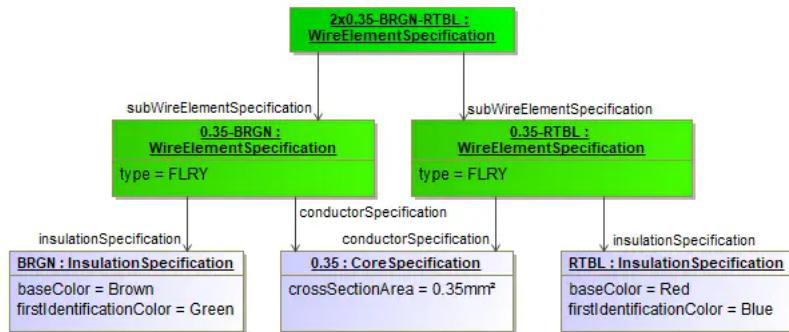 2x0.35-BRGN-RTBL :
WireElementSpecification
subWireElementSpecification
subWireElementSpecification
0.35-BRGN :
WireElementSpecification
type = FLRY
0.35-RTBL :
WireElementSpecification
type = FLRY
conductorSpecification
insulationSpecification
conductorSpecification
insulationSpecification
BRGN : InsulationSpecification
baseColor = Brown
firstIdentificationColor = Green
0.35 : CoreSpecification
crossSectionArea = 0.35mm²
RTBL : InsulationSpecification
baseColor = Red
firstIdentificationColor = Blue